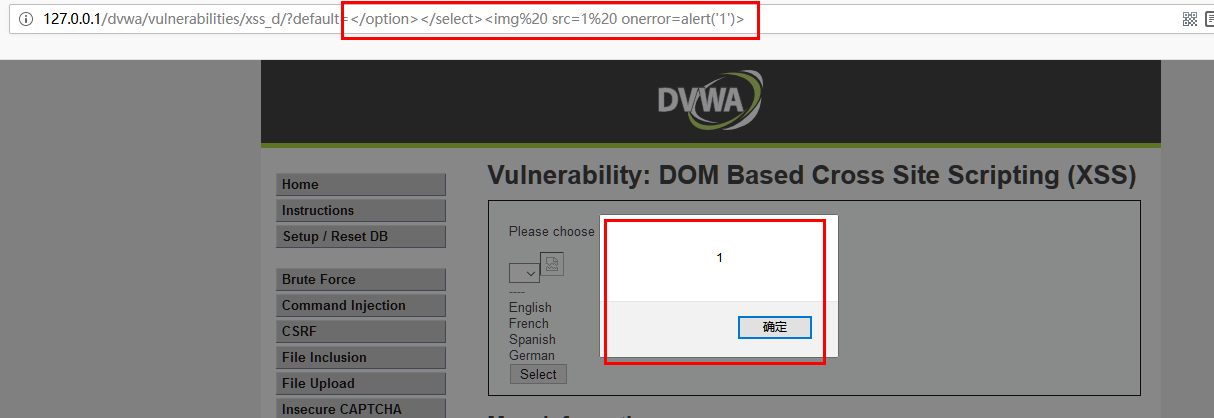 127.0.0.1/dvwa/vulnerabilities/xss_d/?default=</option></select><img%20 src=1%20 onerror=alert('1')>
DVWA
Vulnerability: DOM Based Cross Site Scripting (XSS)
Home
Instructions
Setup / Reset DB
Brute Force
Command Injection
CSRF
File Inclusion
File Upload
Insecure CAPTCHA
Please choose
----
English
French
Spanish
German
Select
1
确定